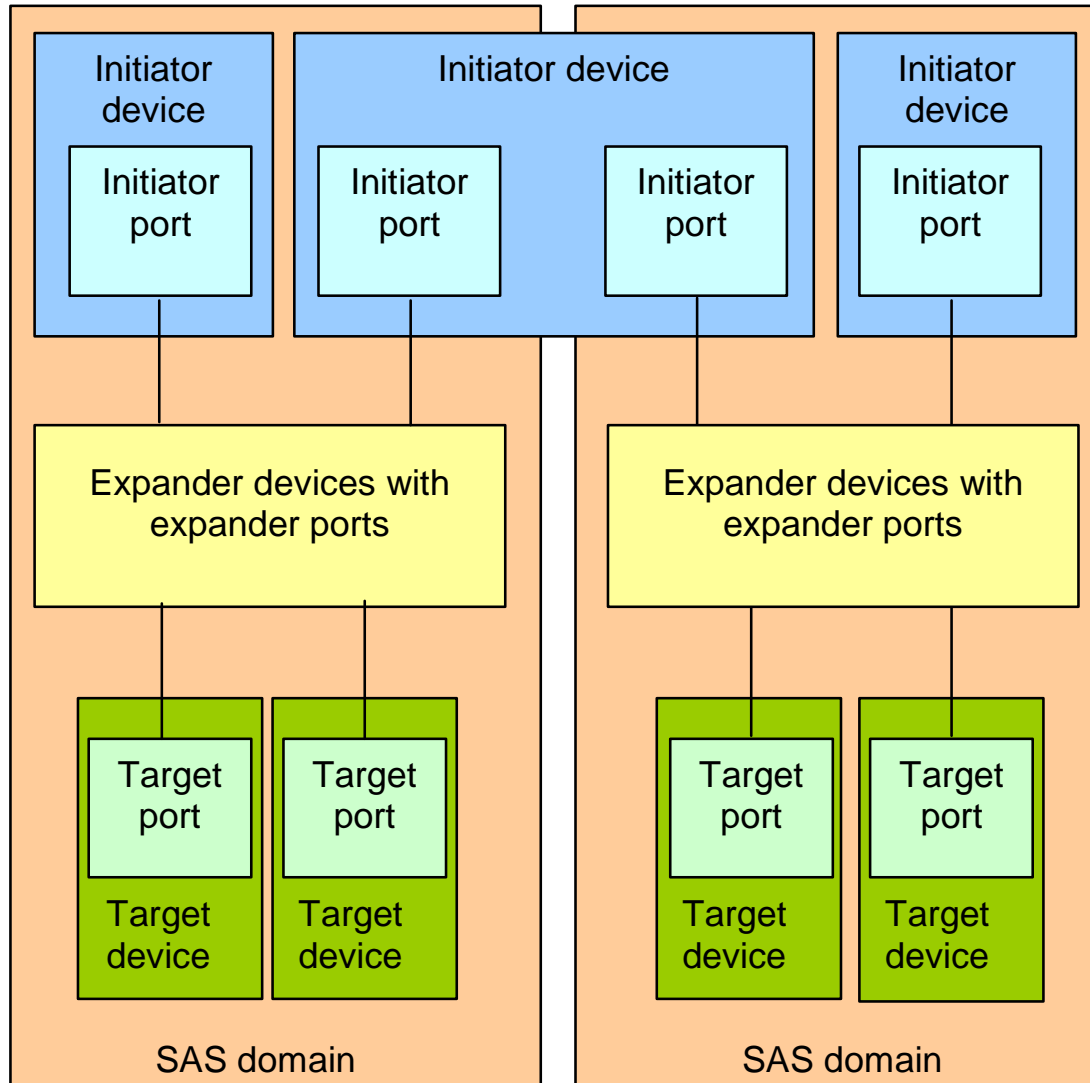 Initiator
device
Initiator device
Initiator
device
Initiator
port
Initiator
port
Initiator
port
Initiator
port
Expander devices with
expander ports
Expander devices with
expander ports
Target
port
Target
port
Target
port
Target
port
Target
device
Target
device
Target
device
Target
device
SAS domain
SAS domain